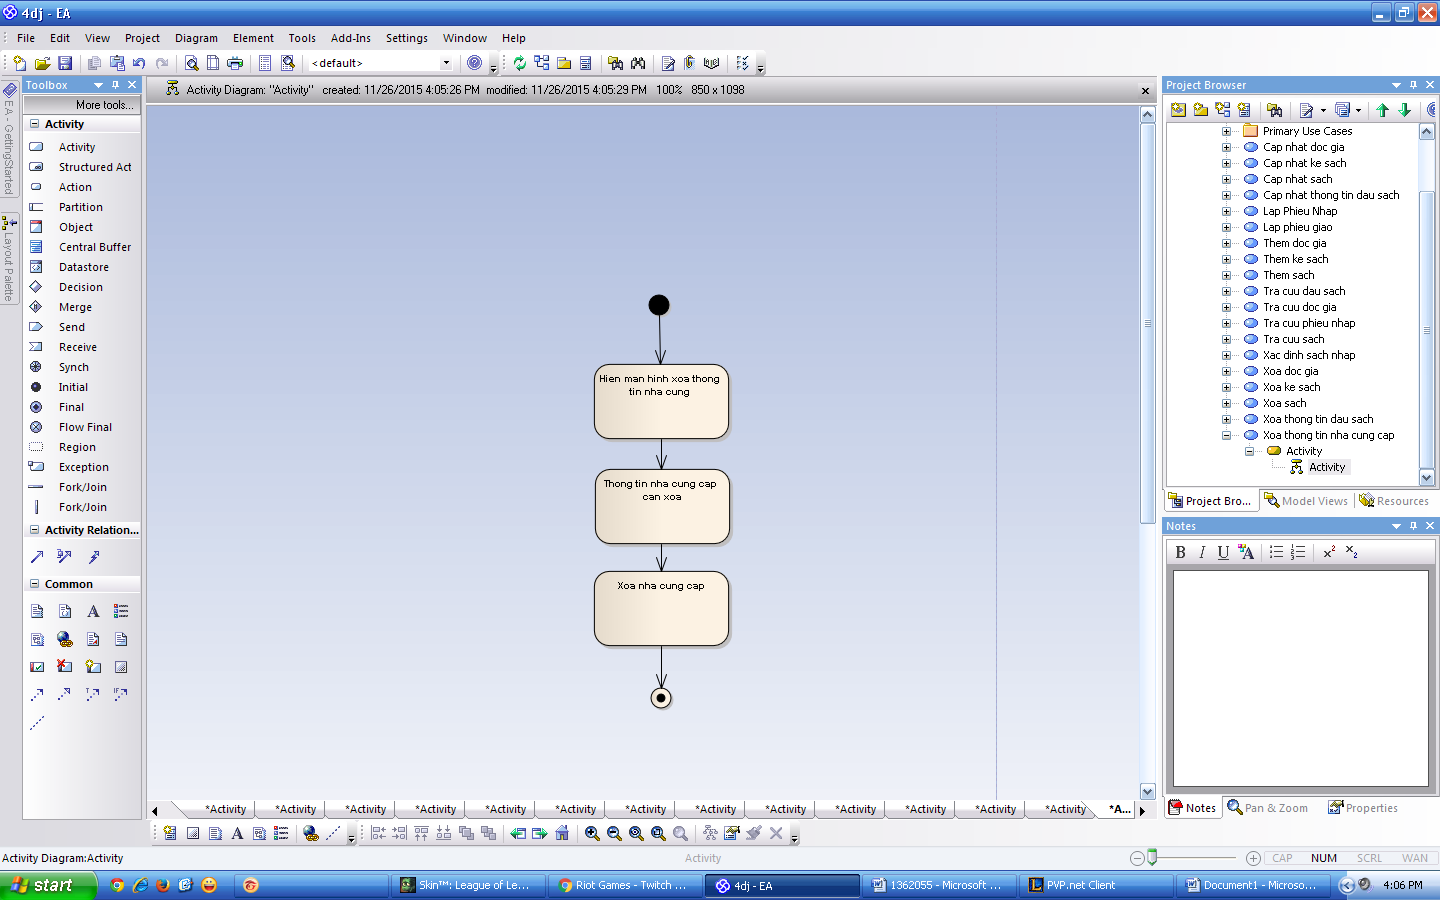 4dj - EA
File Edit View Project Diagram Element Tools Add-Ins Settings Window Help
<default>
EA - GettingStarted
Layout Palette
Toolbox
More tools...
Activity
Activity
Structured Act
Action
Partition
Object
Central Buffer
Datastore
Decision
Merge
Send
Receive
Synch
Initial
Final
Flow Final
Region
Exception
Fork/Join
Fork/Join
Activity Relation...
Common
Activity Diagram: "Activity" created: 11/26/2015 4:05:26 PM modified: 11/26/2015 4:05:29 PM 100% 850 x 1098
Hien man hinh xoa thong
tin nha cung
Thong tin nha cung cap
can xoa
Xoa nha cung cap
*Activity *Activity *Activity *Activity *Activity *Activity *Activity *Activity *Activity *Activity *Activity *Activity *Activity *A...
Project Browser
Primary Use Cases
Cap nhat doc gia
Cap nhat ke sach
Cap nhat sach
Cap nhat thong tin dau sach
Lap Phieu Nhap
Lap phieu giao
Them doc gia
Them ke sach
Them sach
Tra cuu dau sach
Tra cuu doc gia
Tra cuu phieu nhap
Tra cuu sach
Xac dinh sach nhap
Xoa doc gia
Xoa ke sach
Xoa sach
Xoa thong tin dau sach
Xoa thong tin nha cung cap
Activity
Activity
Project Bro... Model Views Resources
Notes
B I U A x² x₂
Notes Pan & Zoom Properties
Activity Diagram:Activity Activity CAP NUM SCRL WAN
start Skin™: League of Le... Riot Games - Twitch ... 4dj - EA 1362055 - Microsoft ... PVP.net Client Document1 - Microso... 4:06 PM